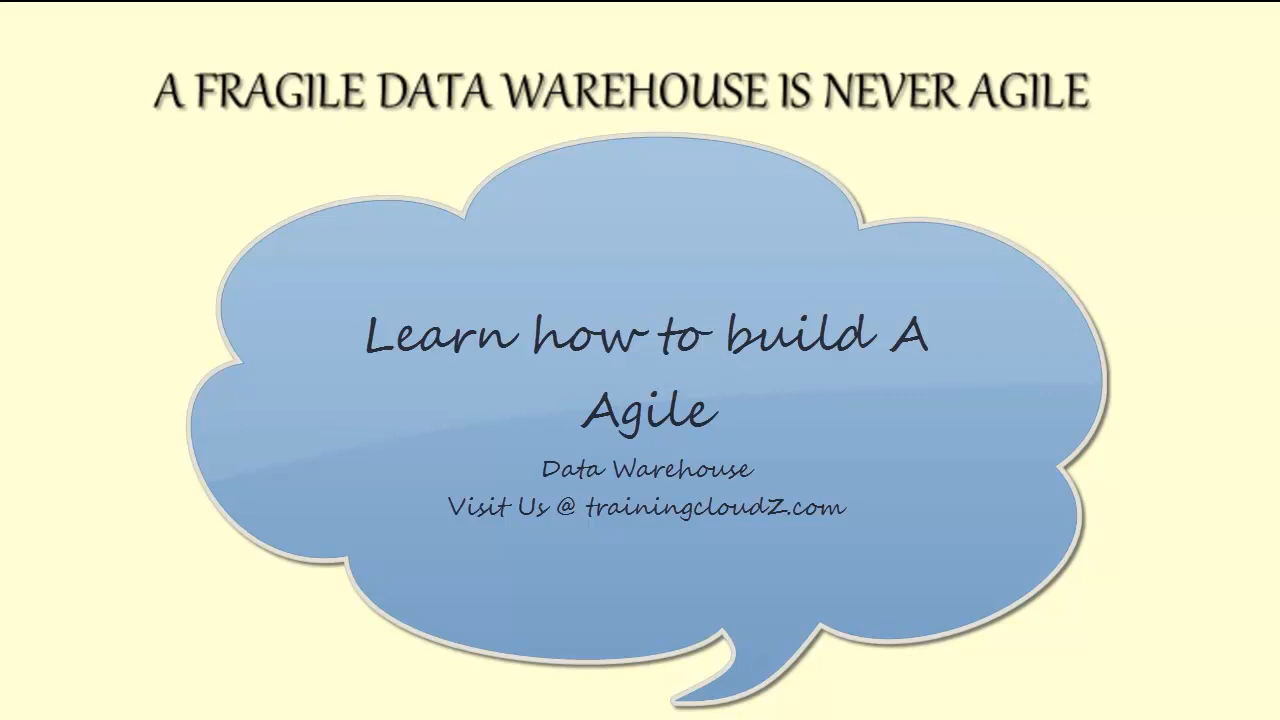 A FRAGILE DATA WAREHOUSE IS NEVER AGILE
Learn how to build A
Agile
Data Warehouse
Visit Us @ trainingcloudZ.com